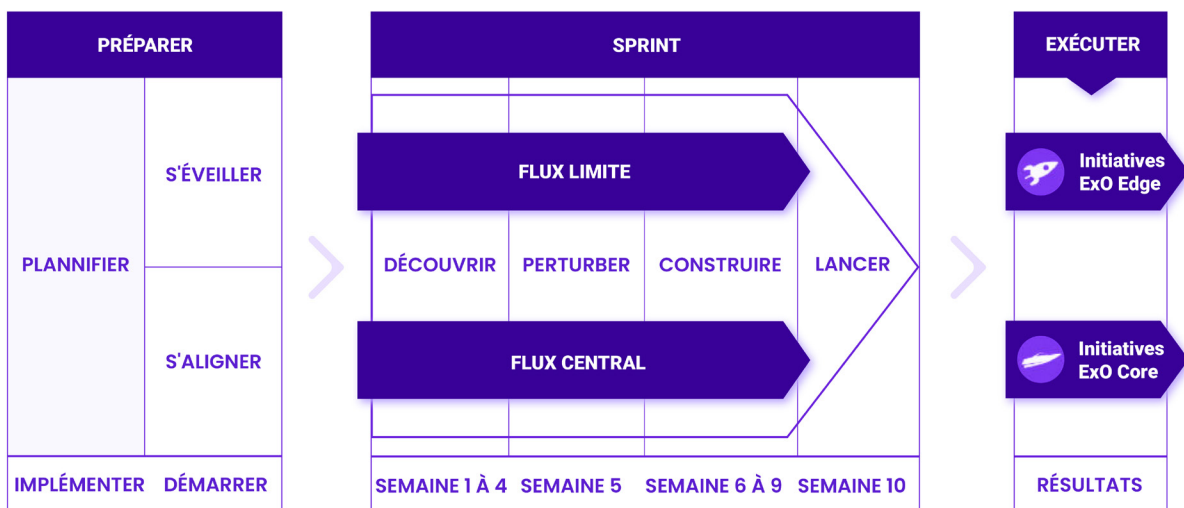 PRÉPARER
SPRINT
EXÉCUTER
S'ÉVEILLER
PLANNIFIER
S'ALIGNER
IMPLÉMENTER
DÉMARRER
FLUX LIMITE
DÉCOUVRIR
PERTURBER
CONSTRUIRE
LANCER
FLUX CENTRAL
SEMAINE 1 À 4
SEMAINE 5
SEMAINE 6 À 9
SEMAINE 10
Initiatives
ExO Edge
Initiatives
ExO Core
RÉSULTATS